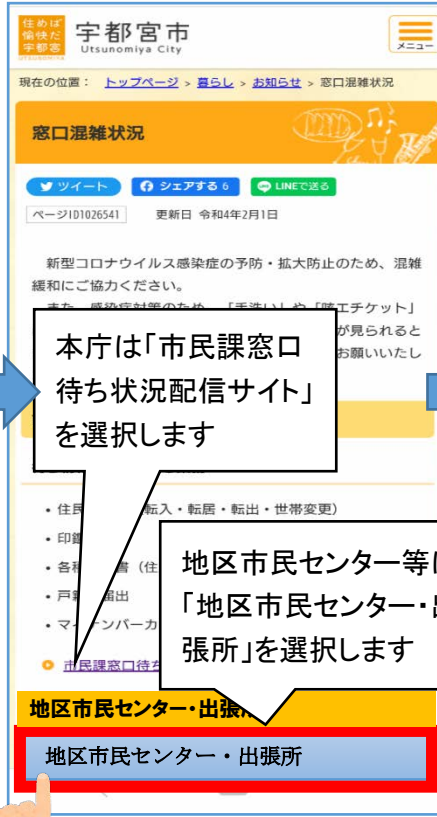 住めば
愉快だ
宇都宮
宇都宮市
Utsunomiya City
メニュー
現在の位置： トップページ > 暮らし > お知らせ > 窓口混雑状況
窓口混雑状況
ツイート シェアする 6 LINEで送る
ページID1026541 更新日 令和4年2月1日
新型コロナウイルス感染症の予防・拡大防止のため、混雑
緩和にご協力ください。
また、感染症対策のため、「手洗い」や「咳エチケット」
が見られると
お願いいたし
本庁は「市民課窓口
待ち状況配信サイト」
を選択します
・住民 転入・転居・転出・世帯変更）
・印鑑
・各種 書（住
・戸籍 届出
・マイナンバーカ
市民課窓口待ち
地区市民センター等
「地区市民センター・出
張所」を選択します
地区市民センター・出張所
地区市民センター・出張所